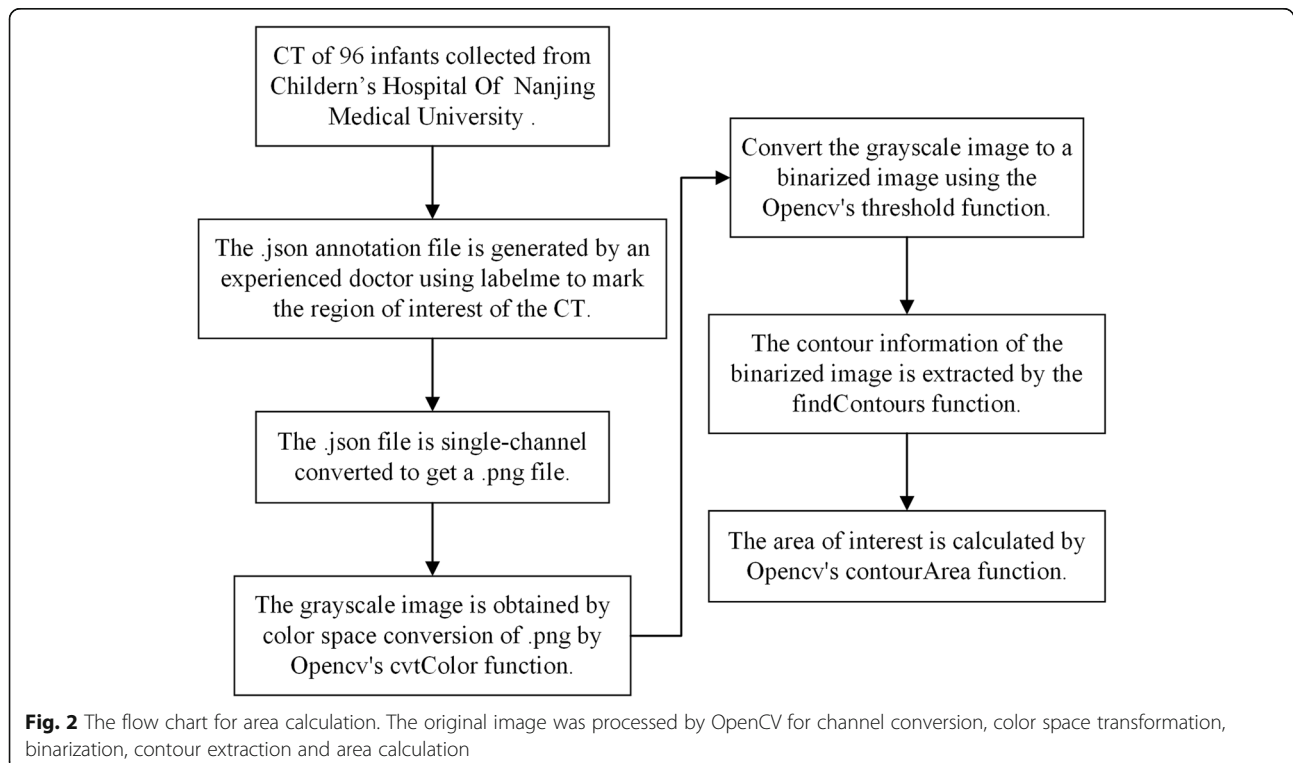 CT of 96 infants collected from
Childern's Hospital Of Nanjing
Medical University .
The .json annotation file is generated by an
experienced doctor using labelme to mark
the region of interest of the CT.
The .json file is single-channel
converted to get a .png file.
The grayscale image is obtained by
color space conversion of .png by
Opencv's cvtColor function.
Convert the grayscale image to a
binarized image using the
Opencv's threshold function.
The contour information of the
binarized image is extracted by the
findContours function.
The area of interest is calculated by
Opencv's contourArea function.
Fig. 2 The flow chart for area calculation. The original image was processed by OpenCV for channel conversion, color space transformation,
binarization, contour extraction and area calculation